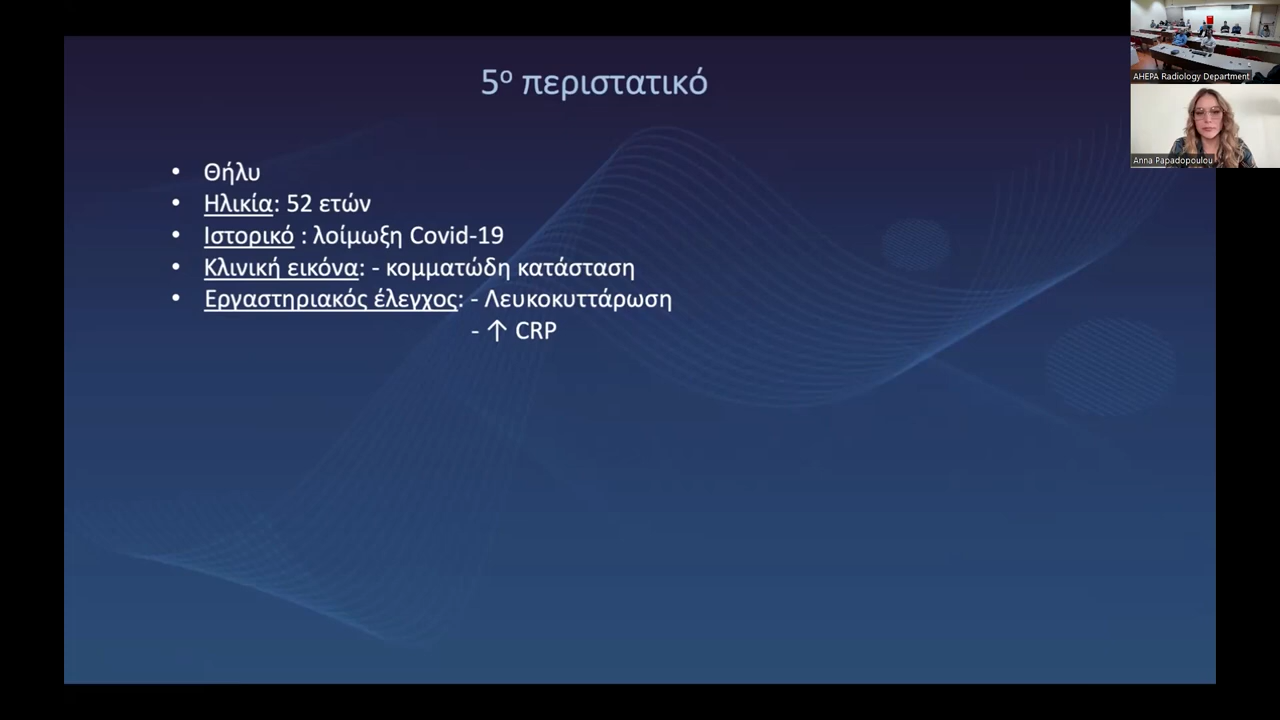 5ο περιστατικό
• Θήλυ
• Ηλικία: 52 ετών
• Ιστορικό : λοίμωξη Covid-19
• Κλινική εικόνα: - κομματώδη κατάσταση
• Εργαστηριακός έλεγχος: - Λευκοκυττάρωση
- ↑ CRP
AHEPA Radiology Department
Anna Papadopoulou